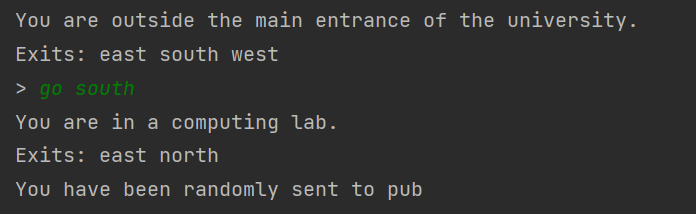 You are outside the main entrance of the university.
Exits: east south west
> go south
You are in a computing lab.
Exits: east north
You have been randomly sent to pub